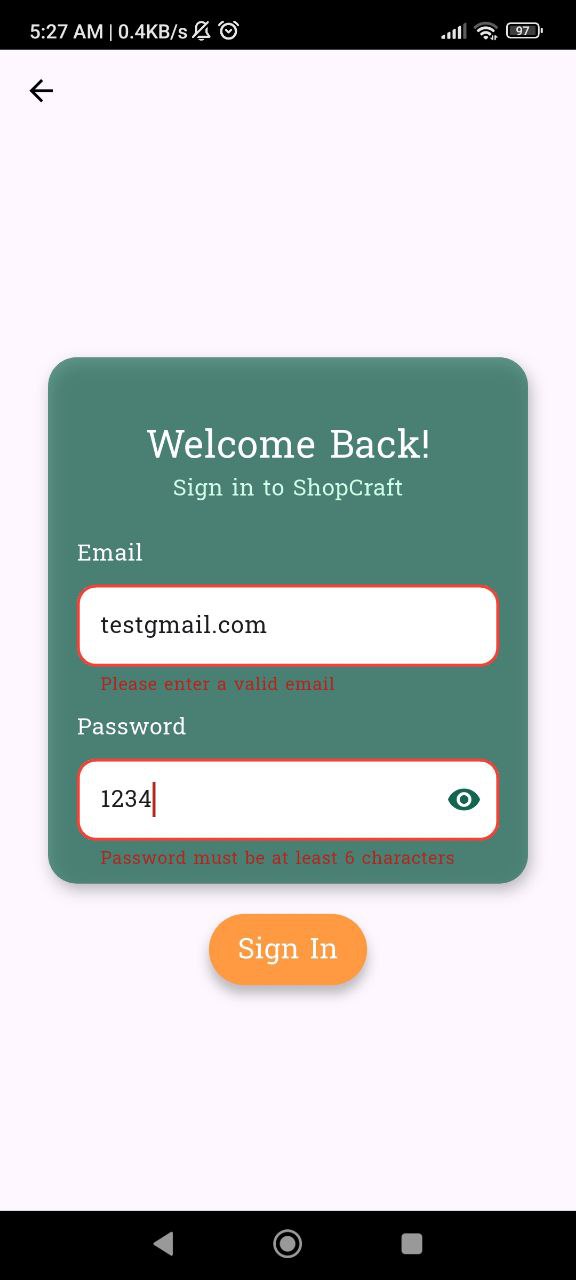 5:27 AM | 0.4KB/s
97
Welcome Back!
Sign in to ShopCraft
Email
testgmail.com
Please enter a valid email
Password
1234
Password must be at least 6 characters
Sign In